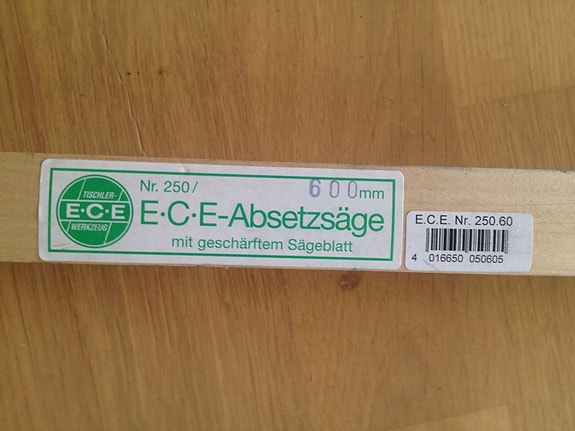 TISCHLER-
E·C·E
WERKZEUG
Nr. 250/ 600mm
E·C·E-Absetzsäge
mit geschärftem Sägeblatt
E.C.E. Nr. 250.60
4 016650 050605